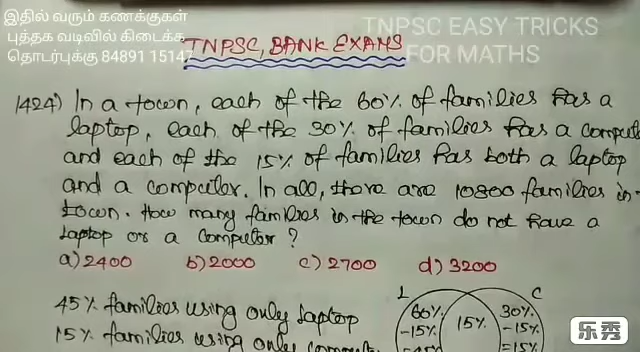 இதில் வரும் கணக்குகள்
புத்தக வடிவில் கிடைக்க
தொடர்புக்கு 84891 15147
TNPSC EASY TRICKS
FOR MATHS
TNPSC, BANK EXAMS
1424) In a town, each of the 60% of families has a
laptop, each of the 30% of families has a compute
and each of the 15% of families has both a laptop
and a computer. In all, there are 10800 families in
town. How many families in the town do not have a
laptop or a computer?
a) 2400 b) 2000 c) 2700 d) 3200
45% families using only laptop
15% families using only
L C
60% 30%
-15% 15% -15%
=15%
乐秀